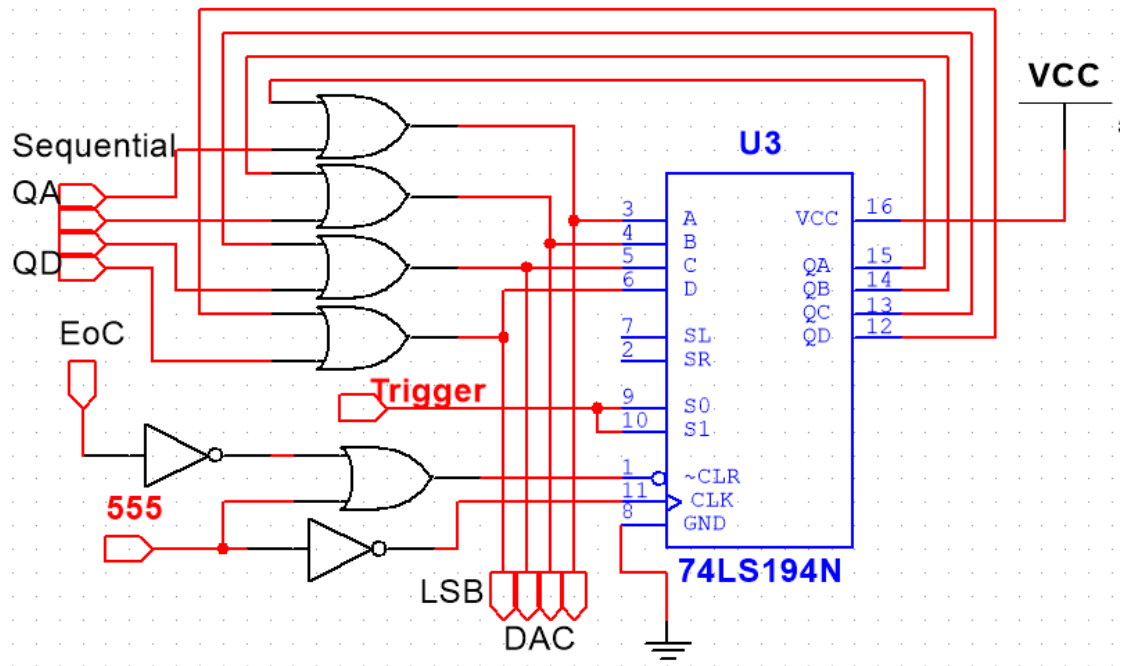 VCC
Sequential
U3
QA
QD
3 A VCC 16
4 B
5 C QA 15
6 D QB 14
QC 13
7 SL QD 12
2 SR
EoC
Trigger
9 S0
10 S1
1 ~CLR
555
11 CLK
8 GND
74LS194N
LSB
DAC